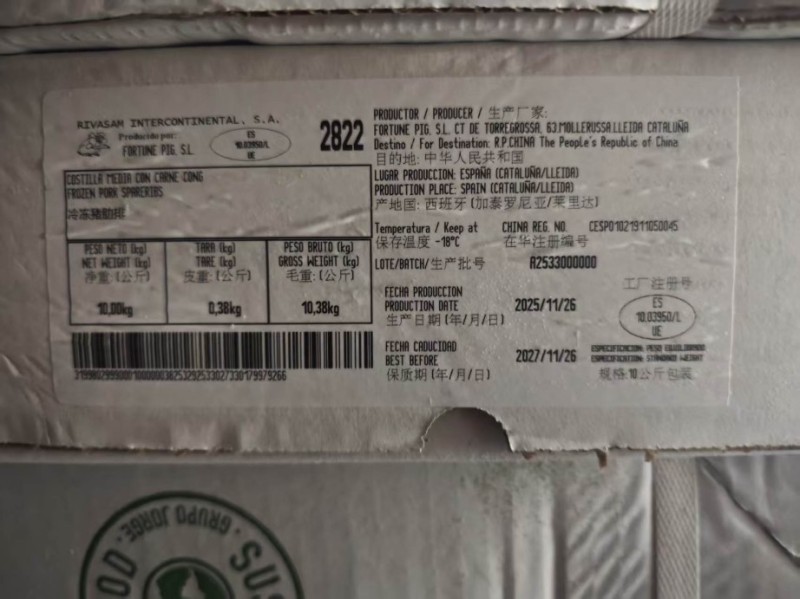 RIVASAM INTERCONTINENTAL, S.A.
Producido por:
FORTUNE PIG. S.L.
ES
10.03950/L
UE
2822
COSTILLA MEDIA CON CARNE CONG
FROZEN PORK SPARERIBS
冷冻猪肋排
PESO NETO (kg)
NET WEIGHT (kg)
净重: (公斤)
10,00kg
TARA (kg)
TARE (kg)
皮重: (公斤)
0,38kg
PESO BRUTO (kg)
GROSS WEIGHT (kg)
毛重: (公斤)
10,38kg
PRODUCTOR / PRODUCER / 生产厂家:
FORTUNE PIG. S.L. CT DE TORREGROSSA, 63.MOLLERUSSA.LLEIDA CATALUÑA
Destino / For Destination: R.P.CHINA The People's Republic of China
目的地: 中华人民共和国
LUGAR PRODUCCION: ESPAÑA (CATALUÑA/LLEIDA)
PRODUCTION PLACE: SPAIN (CATALUÑA/LLEIDA)
产地国: 西班牙 (加泰罗尼亚/莱里达)
Temperatura / Keep at
保存温度 -18ºC
CHINA REG. NO. CESP01021911050045
在华注册编号
LOTE/BATCH/生产批号 A2533000000
FECHA PRODUCCION
PRODUCTION DATE 2025/11/26
生产日期 (年/月/日)
FECHA CADUCIDAD
BEST BEFORE 2027/11/26
保质期 (年/月/日)
工厂注册号
ES
10.03950/L
UE
ESPECIFICACION: PESO EQUILIBRADO
ESPECIFICATION: STANDARD WEIGHT
规格:10公斤包装
GRUPO JORGE